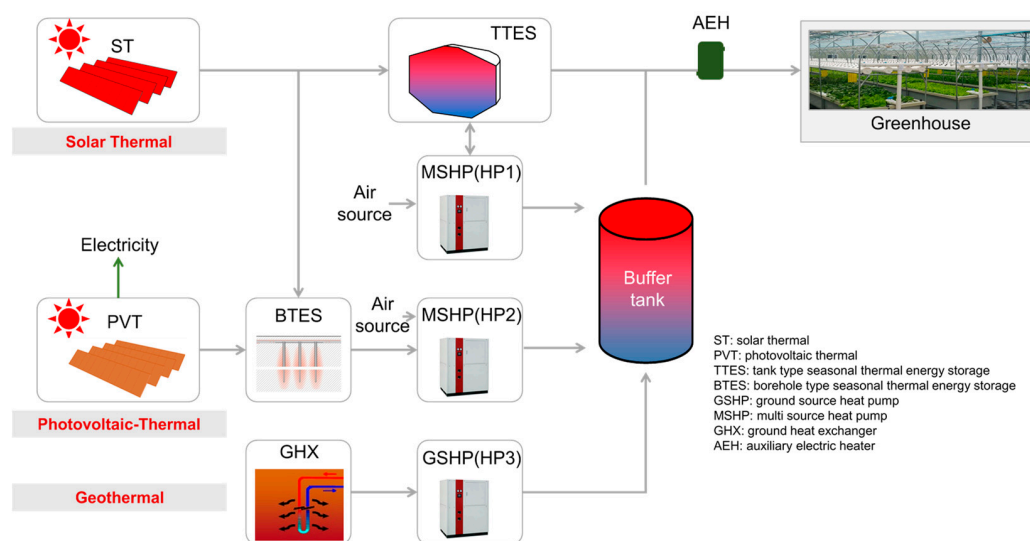 ST
Solar Thermal
TTES
AEH
Greenhouse
Air
source
MSHP(HP1)
Electricity
PVT
Photovoltaic-Thermal
BTES
Air
source
MSHP(HP2)
Buffer
tank
Geothermal
GHX
GSHP(HP3)
ST: solar thermal
PVT: photovoltaic thermal
TTES: tank type seasonal thermal energy storage
BTES: borehole type seasonal thermal energy storage
GSHP: ground source heat pump
MSHP: multi source heat pump
GHX: ground heat exchanger
AEH: auxiliary electric heater